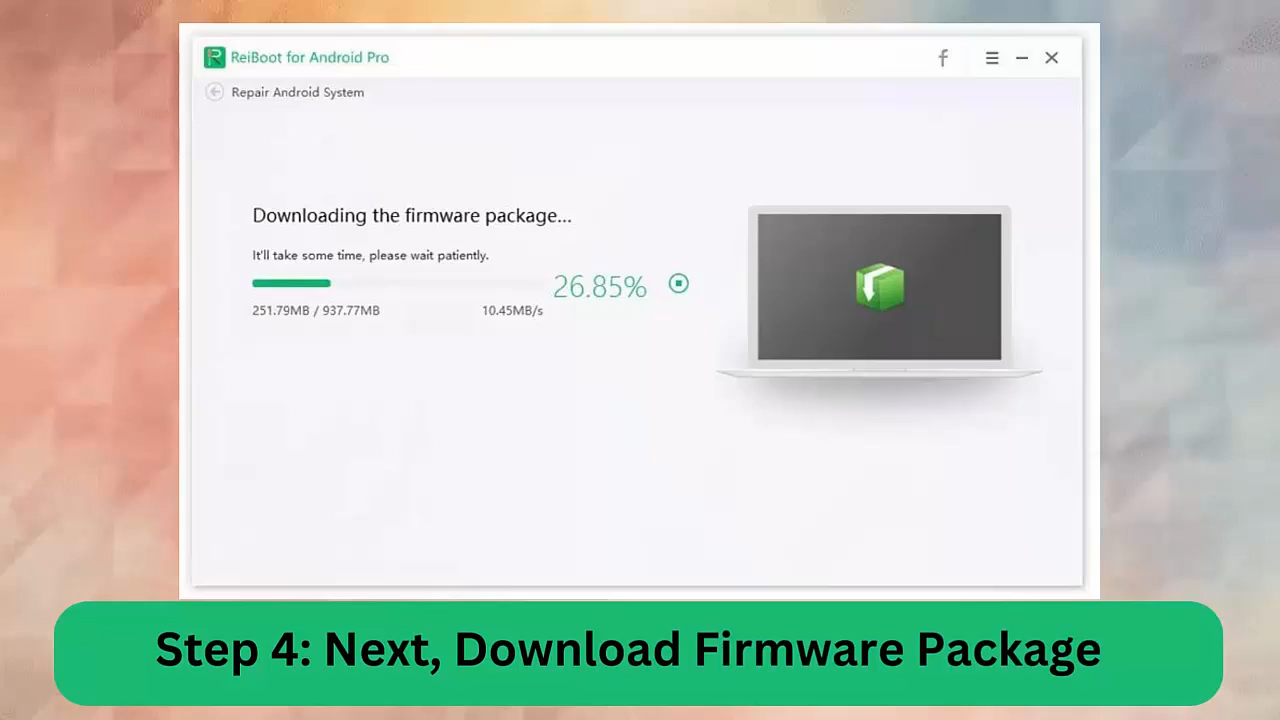 ReiBoot for Android Pro
Repair Android System
Downloading the firmware package...
It'll take some time, please wait patiently.
26.85%
251.79MB / 937.77MB 10.45MB/s
Step 4: Next, Download Firmware Package